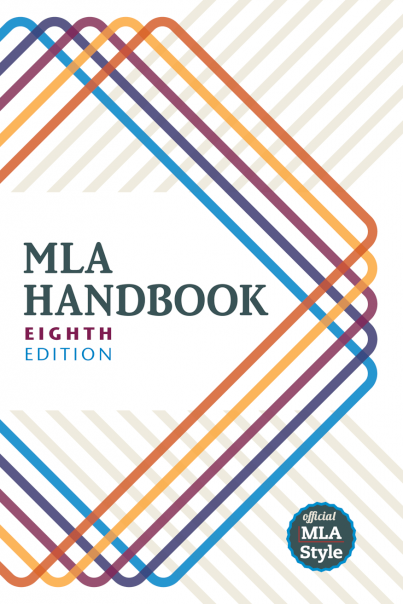 MLA
HANDBOOK
EIGHTH
EDITION
official
MLA
Style